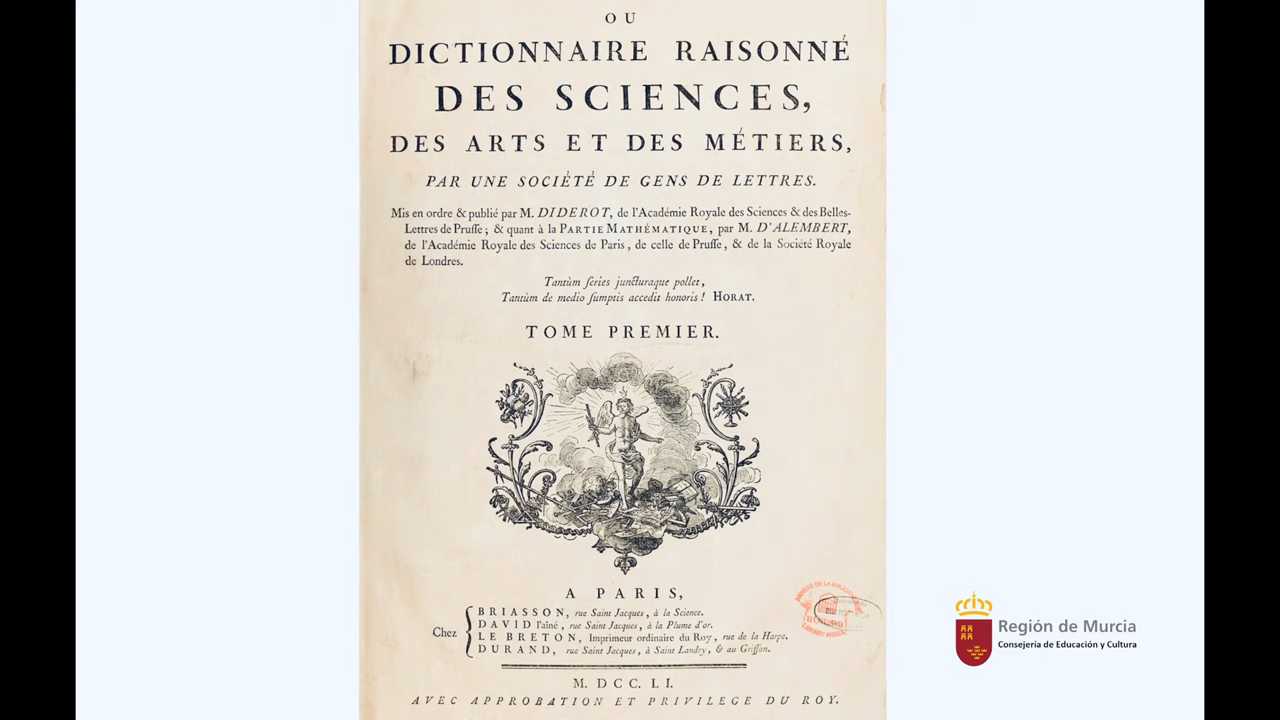 OU
DICTIONNAIRE RAISONNÉ
DES SCIENCES,
DES ARTS ET DES MÉTIERS,
PAR UNE SOCIÉTÉ DE GENS DE LETTRES.
Mis en ordre & publié par M. DIDEROT, de l'Académie Royale des Sciences & des Belles-
Lettres de Prusse; & quant à la PARTIE MATHÉMATIQUE, par M. D'ALEMBERT,
de l'Académie Royale des Sciences de Paris, de celle de Prusse, & de la Société Royale
de Londres.
Tantùm ſeries juncturaque pollet,
Tantùm de medio ſumptis accedit honoris! HORAT.
TOME PREMIER.
A PARIS,
Chez
BRIASSON, rue Saint Jacques, à la Science.
DAVID l'aîné, rue Saint Jacques, à la Plume d'or.
LE BRETON, Imprimeur ordinaire du Roy, rue de la Harpe.
DURAND, rue Saint Jacques, à Saint Landry, & au Griffon.
M. DCC. LI.
AVEC APPROBATION ET PRIVILEGE DU ROY.
Región de Murcia
Consejería de Educación y Cultura